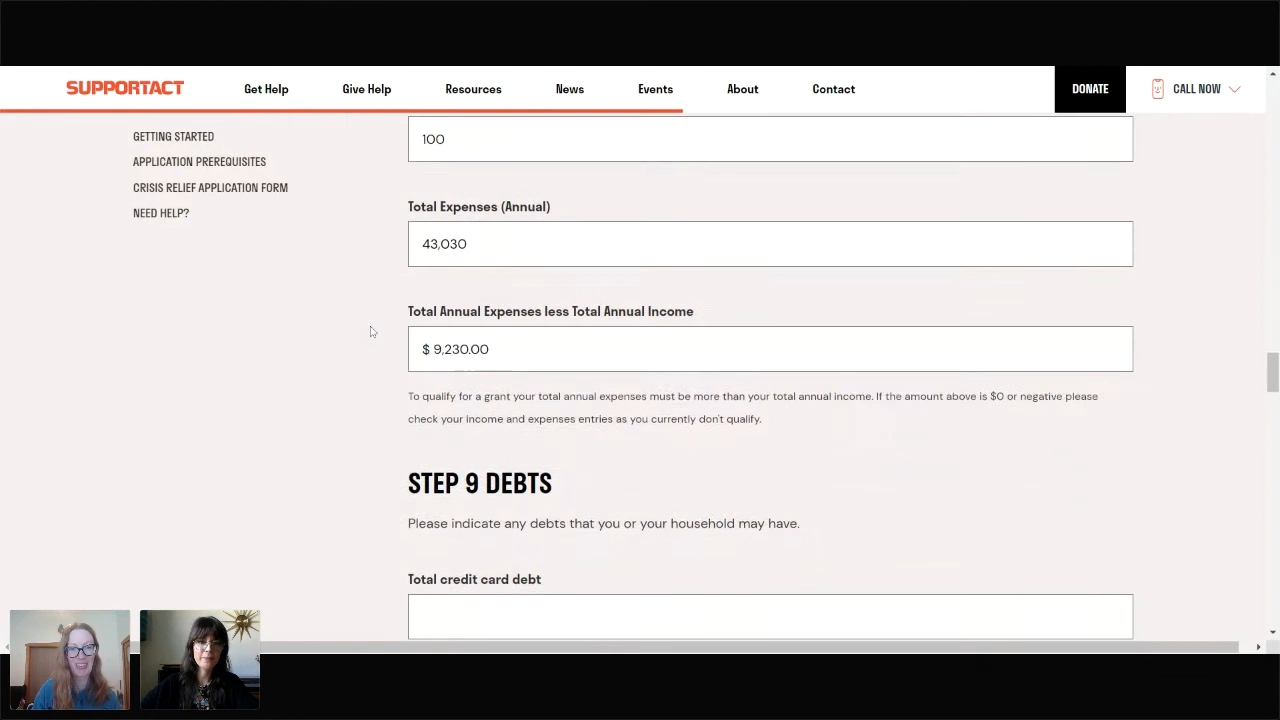 SUPPORTACT
Get Help
Give Help
Resources
News
Events
About
Contact
DONATE
CALL NOW
GETTING STARTED
APPLICATION PREREQUISITES
CRISIS RELIEF APPLICATION FORM
NEED HELP?
100
Total Expenses (Annual)
43,030
Total Annual Expenses less Total Annual Income
$ 9,230.00
To qualify for a grant your total annual expenses must be more than your total annual income. If the amount above is $0 or negative please
check your income and expenses entries as you currently don't qualify.
STEP 9 DEBTS
Please indicate any debts that you or your household may have.
Total credit card debt